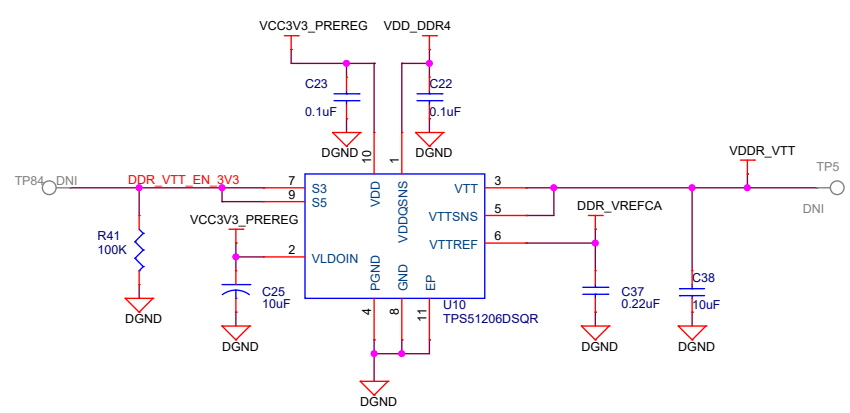 VCC3V3_PREREG
VDD_DDR4
C23
0.1uF
C22
0.1uF
DGND
DGND
10
1
VDDR_VTT
TP5
TP84
DNI
DDR_VTT_EN_3V3
7
9
S3
S5
VDD
VDDQSNS
VTT
3
DNI
VTTSNS
5
DDR_VREFCA
VCC3V3_PREREG
VTTREF
6
R41
100K
2
VLDOIN
PGND
GND
EP
C25
10uF
U10
TPS51206DSQR
C37
0.22uF
C38
10uF
4
8
11
DGND
DGND
DGND
DGND
DGND